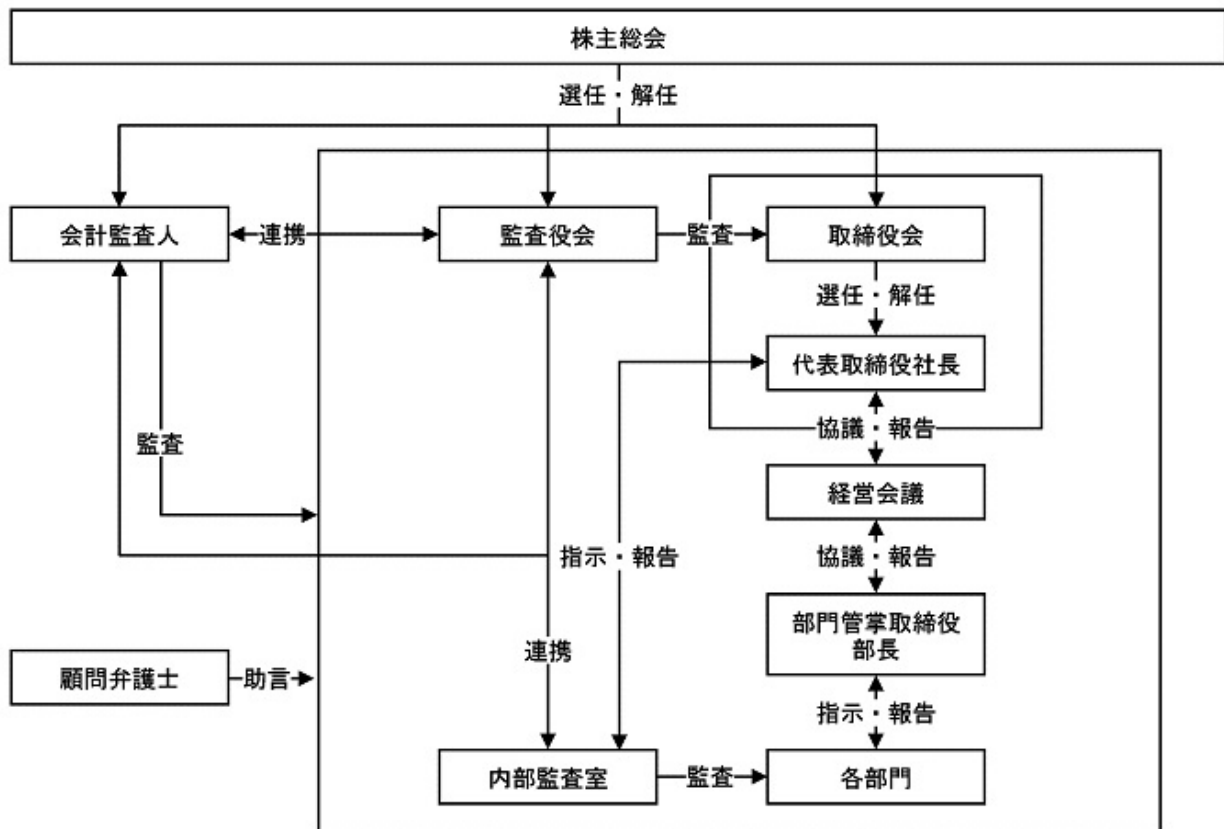 株主総会
選任・解任
会計監査人
連携
監査役会
監査
取締役会
選任・解任
代表取締役社長
協議・報告
監査
経営会議
指示・報告
協議・報告
連携
部門管掌取締役
部長
顧問弁護士
助言
指示・報告
内部監査室
監査
各部門